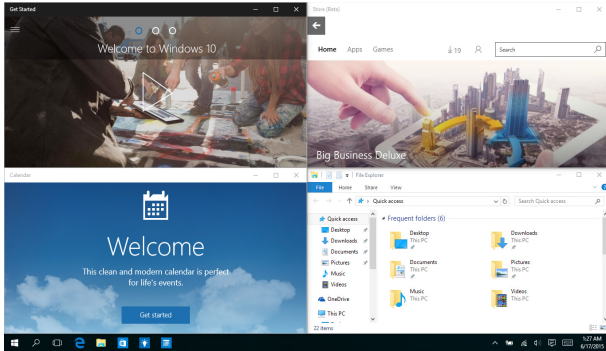 Get Started
Welcome to Windows 10
Store (Beta)
Home Apps Games 19 Search
Big Business Deluxe
Calendar
Welcome
This clean and modern calendar is perfect
for life's events.
Get started
File Explorer
File Home Share View
Quick access Search Quick access
Quick access
Desktop
Downloads
Documents
Pictures
Music
Videos
OneDrive
This PC
22 items
Frequent folders (6)
Desktop
This PC
Downloads
This PC
Documents
This PC
Pictures
This PC
Music
This PC
Videos
This PC
1:27 AM
6/17/2015